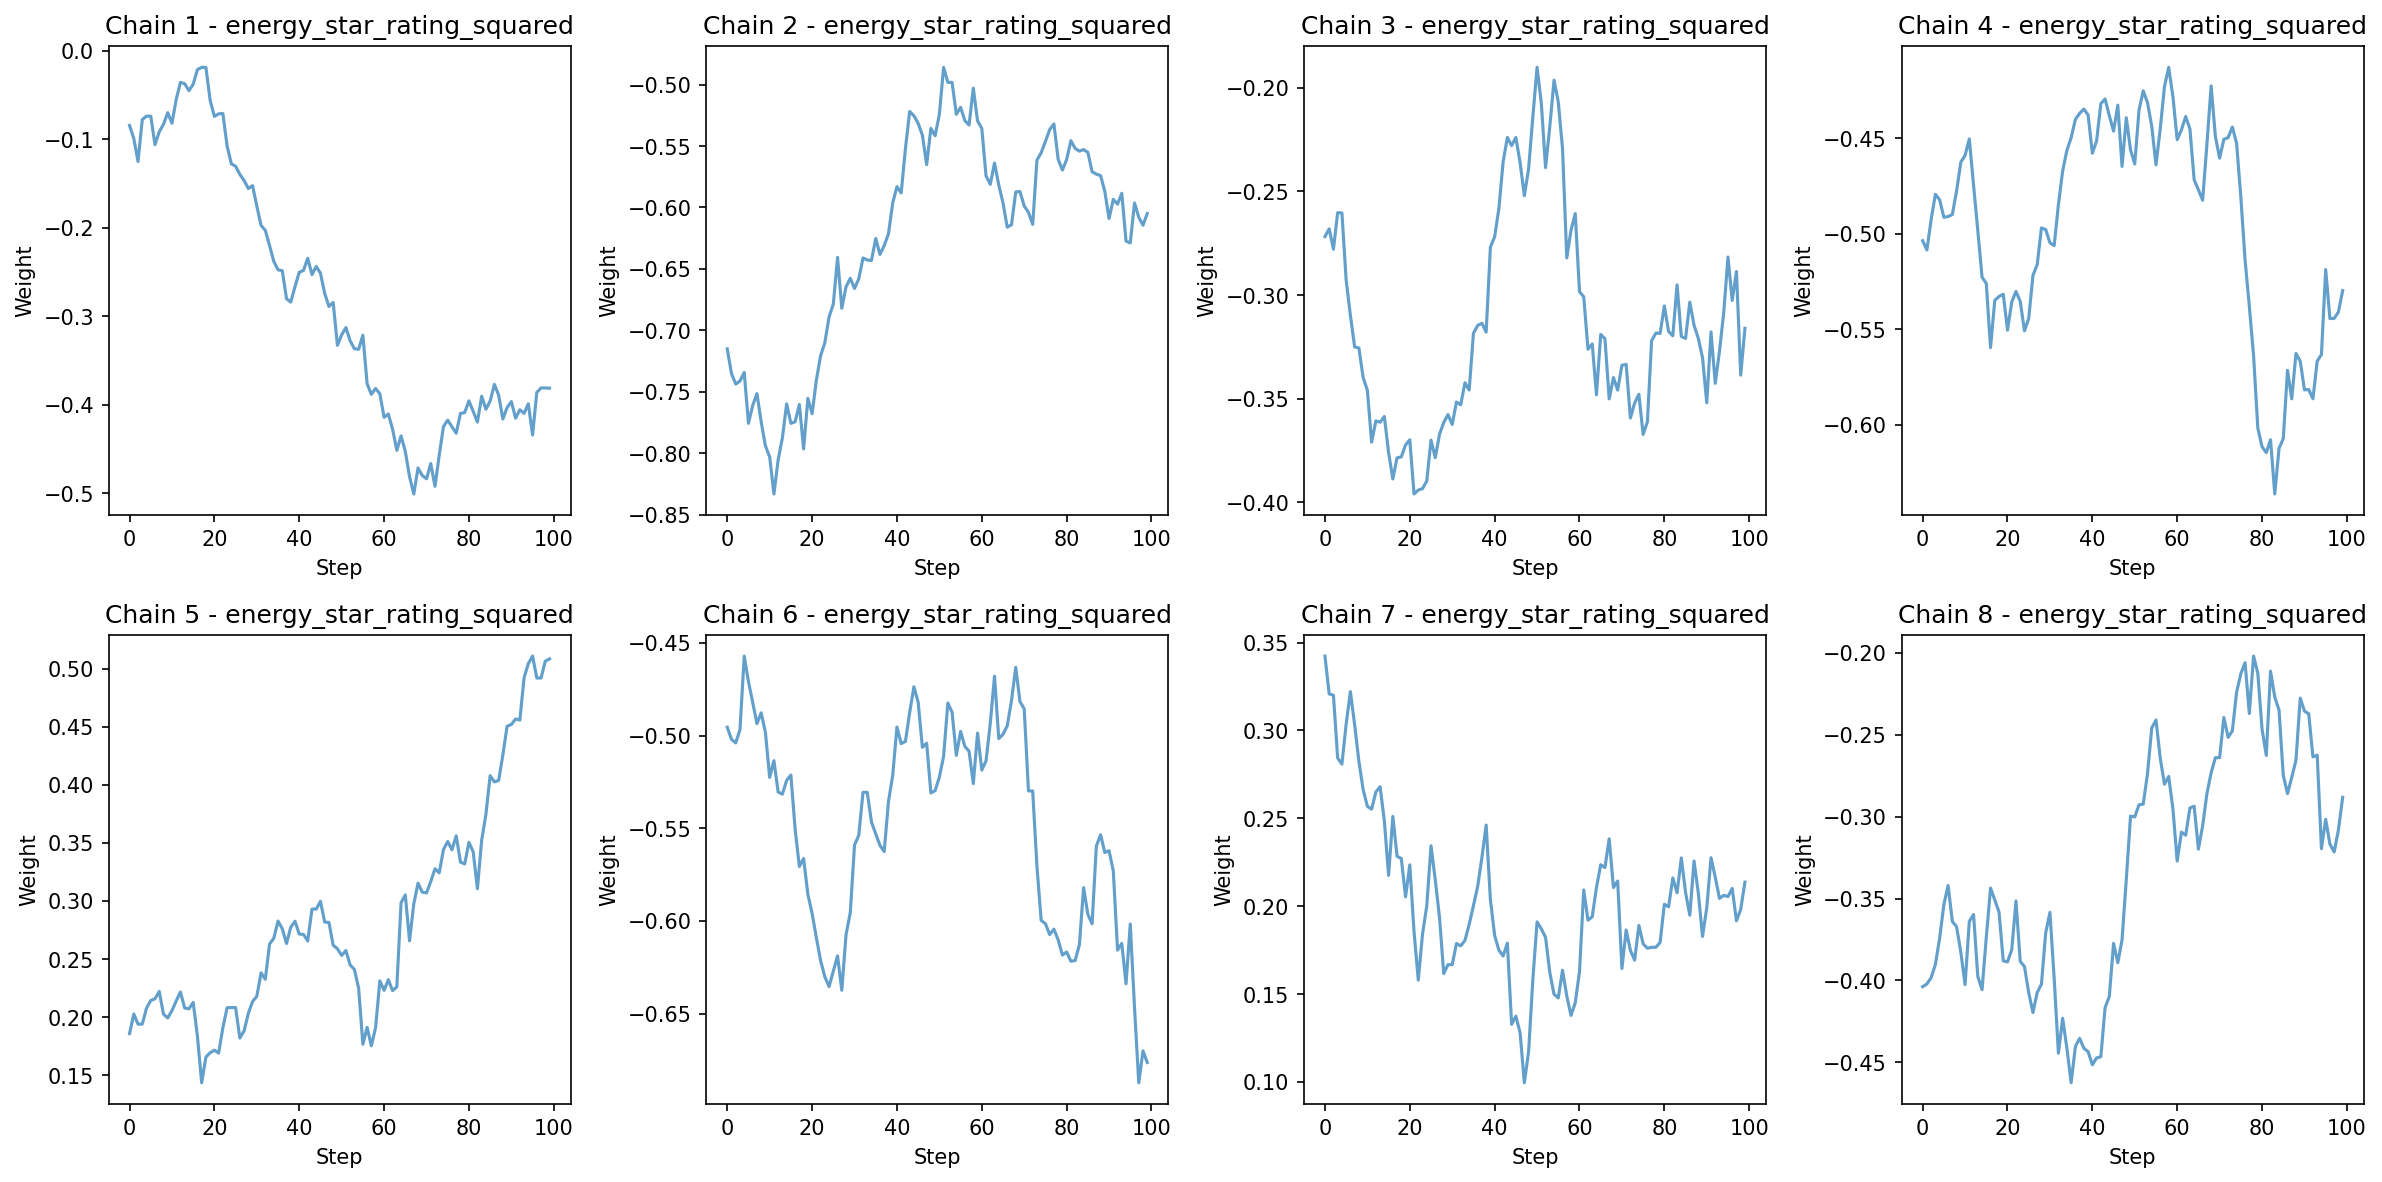 Chain 1 - energy_star_rating_squared
0.0
−0.1
−0.2
−0.3
−0.4
−0.5
Weight
0 20 40 60 80 100
Step
Chain 2 - energy_star_rating_squared
−0.50
−0.55
−0.60
−0.65
−0.70
−0.75
−0.80
−0.85
Weight
0 20 40 60 80 100
Step
Chain 3 - energy_star_rating_squared
−0.20
−0.25
−0.30
−0.35
−0.40
Weight
0 20 40 60 80 100
Step
Chain 4 - energy_star_rating_squared
−0.45
−0.50
−0.55
−0.60
Weight
0 20 40 60 80 100
Step
Chain 5 - energy_star_rating_squared
0.50
0.45
0.40
0.35
0.30
0.25
0.20
0.15
Weight
0 20 40 60 80 100
Step
Chain 6 - energy_star_rating_squared
−0.45
−0.50
−0.55
−0.60
−0.65
Weight
0 20 40 60 80 100
Step
Chain 7 - energy_star_rating_squared
0.35
0.30
0.25
0.20
0.15
0.10
Weight
0 20 40 60 80 100
Step
Chain 8 - energy_star_rating_squared
−0.20
−0.25
−0.30
−0.35
−0.40
−0.45
Weight
0 20 40 60 80 100
Step